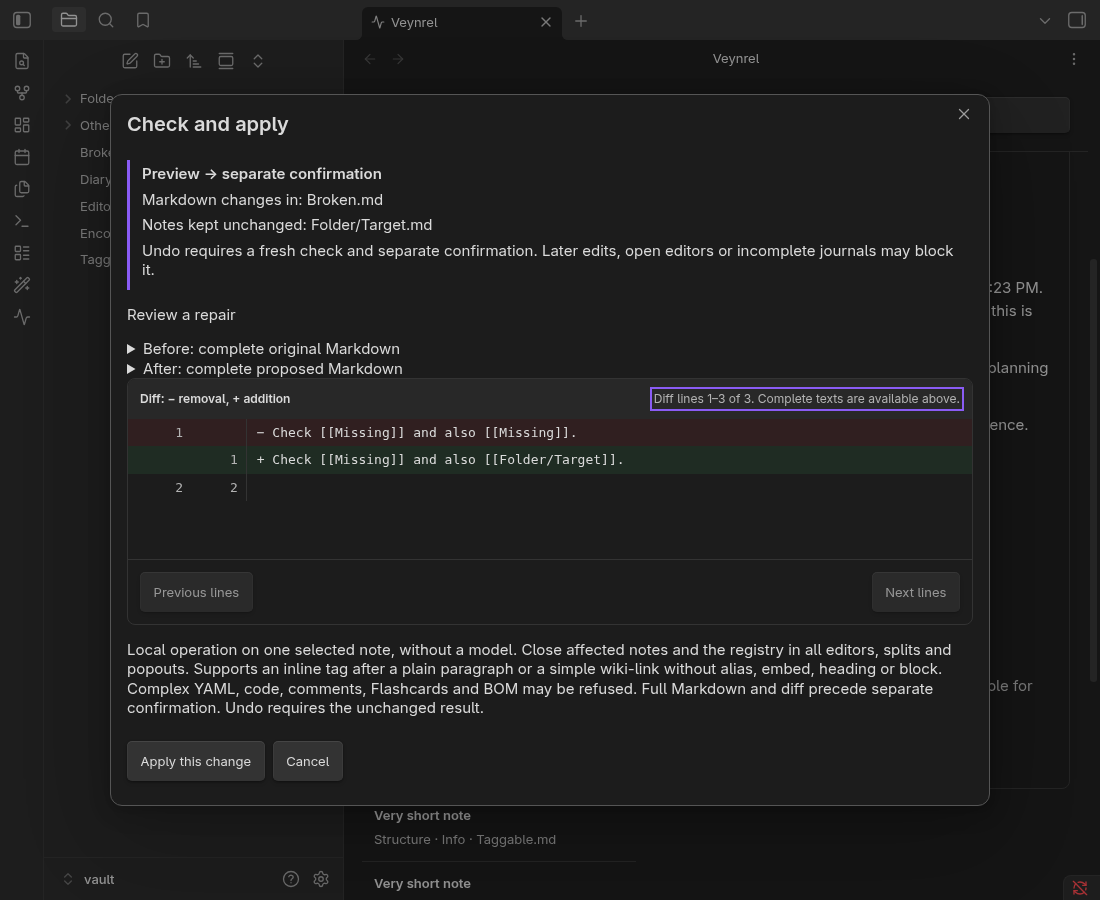 Veynrel
Veynrel
Folde
Othe
Broke
Diary
Edito
Enco
Tagg
Check and apply
Preview → separate confirmation
Markdown changes in: Broken.md
Notes kept unchanged: Folder/Target.md
Undo requires a fresh check and separate confirmation. Later edits, open editors or incomplete journals may block
it.
:23 PM.
this is
planning
ence.
Review a repair
Before: complete original Markdown
After: complete proposed Markdown
Diff: – removal, + addition
Diff lines 1–3 of 3. Complete texts are available above.
1 − Check [[Missing]] and also [[Missing]].
1 + Check [[Missing]] and also [[Folder/Target]].
2 2
Previous lines
Next lines
Local operation on one selected note, without a model. Close affected notes and the registry in all editors, splits and
popouts. Supports an inline tag after a plain paragraph or a simple wiki-link without alias, embed, heading or block.
Complex YAML, code, comments, Flashcards and BOM may be refused. Full Markdown and diff precede separate
confirmation. Undo requires the unchanged result.
ble for
Apply this change
Cancel
Very short note
Structure · Info · Taggable.md
Very short note
vault